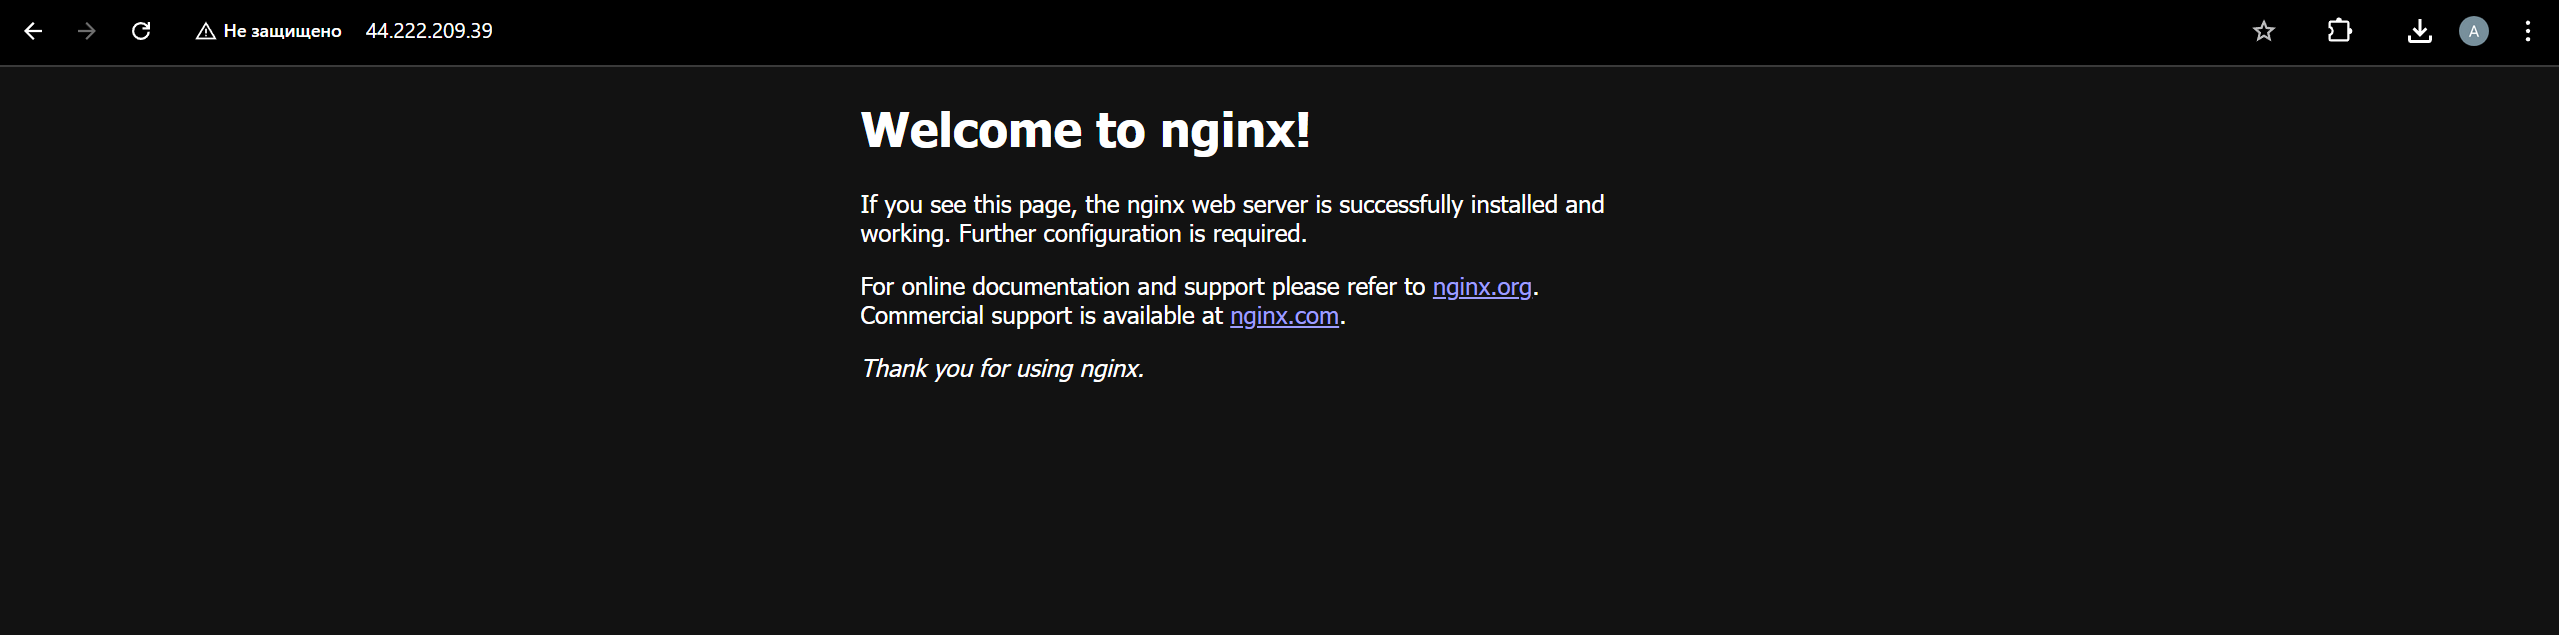 Не защищено 44.222.209.39
A
Welcome to nginx!
If you see this page, the nginx web server is successfully installed and
working. Further configuration is required.
For online documentation and support please refer to nginx.org.
Commercial support is available at nginx.com.
Thank you for using nginx.